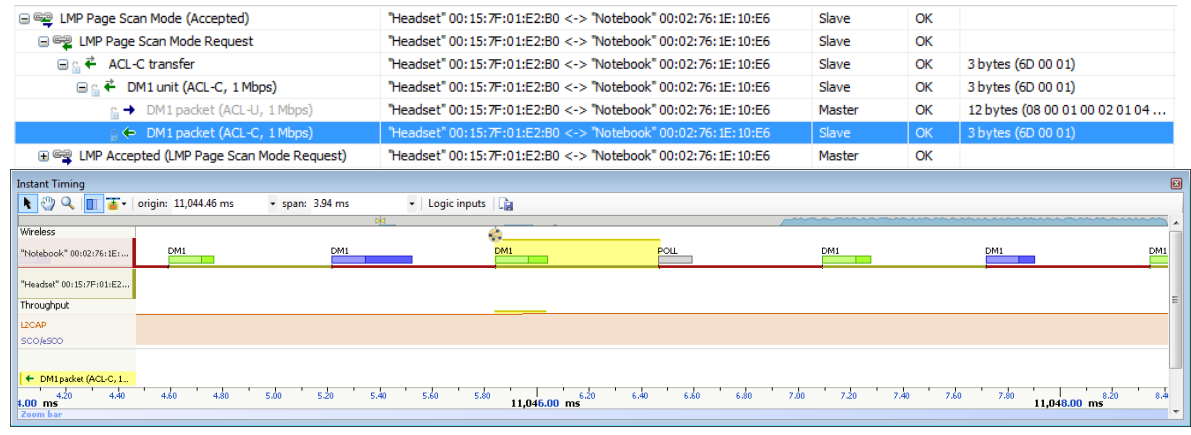 LMP Page Scan Mode (Accepted) "Headset" 00:15:7F:01:E2:B0 <-> "Notebook" 00:02:76:1E:10:E6 Slave OK
LMP Page Scan Mode Request "Headset" 00:15:7F:01:E2:B0 <-> "Notebook" 00:02:76:1E:10:E6 Slave OK
ACL-C transfer "Headset" 00:15:7F:01:E2:B0 <-> "Notebook" 00:02:76:1E:10:E6 Slave OK 3 bytes (6D 00 01)
DM1 unit (ACL-C, 1 Mbps) "Headset" 00:15:7F:01:E2:B0 <-> "Notebook" 00:02:76:1E:10:E6 Slave OK 3 bytes (6D 00 01)
DM1 packet (ACL-U, 1 Mbps) "Headset" 00:15:7F:01:E2:B0 <-> "Notebook" 00:02:76:1E:10:E6 Master OK 12 bytes (08 00 01 00 02 01 04 ...
DM1 packet (ACL-C, 1 Mbps) "Headset" 00:15:7F:01:E2:B0 <-> "Notebook" 00:02:76:1E:10:E6 Slave OK 3 bytes (6D 00 01)
LMP Accepted (LMP Page Scan Mode Request) "Headset" 00:15:7F:01:E2:B0 <-> "Notebook" 00:02:76:1E:10:E6 Master OK
Instant Timing
origin: 11,044.46 ms span: 3.94 ms Logic inputs
Wireless
DM1 DM1 DM1 POLL DM1 DM1 DM1
"Notebook" 00:02:76:1E:...
"Headset" 00:15:7F:01:E2...
Throughput
L2CAP
SCO/eSCO
DM1 packet (ACL-C, 1...
4.20 4.40 4.60 4.80 5.00 5.20 5.40 5.60 5.80 6.20 6.40 6.60 6.80 7.00 7.20 7.40 7.60 7.80 8.20 8.4
4.00 ms 11,046.00 ms 11,048.00 ms
Zoom bar